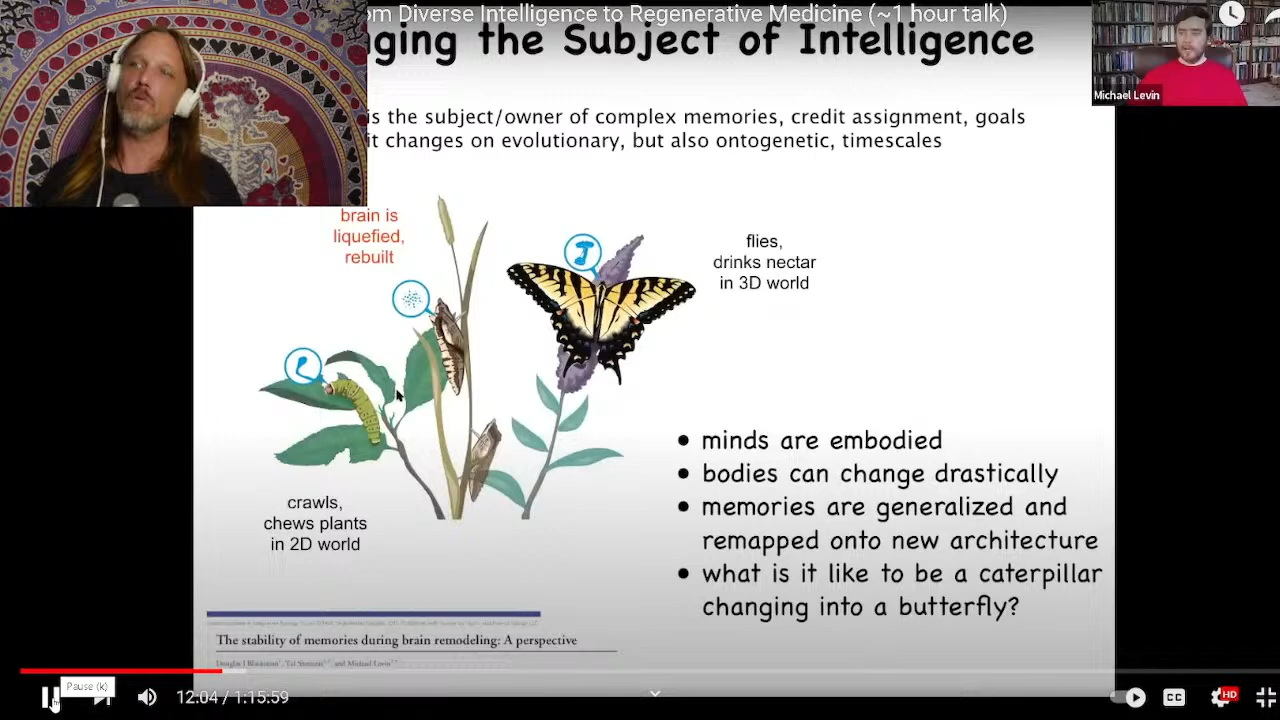 om Diverse Intelligence to Regenerative Medicine (~1 hour talk)
ging the Subject of Intelligence
Michael Levin
is the subject/owner of complex memories, credit assignment, goals
it changes on evolutionary, but also ontogenetic, timescales
brain is
liquefied,
rebuilt
flies,
drinks nectar
in 3D world
crawls,
chews plants
in 2D world
• minds are embodied
• bodies can change drastically
• memories are generalized and
remapped onto new architecture
• what is it like to be a caterpillar
changing into a butterfly?
The stability of memories during brain remodeling: A perspective
Pause (k)
12:04 / 1:15:59
CC
HD